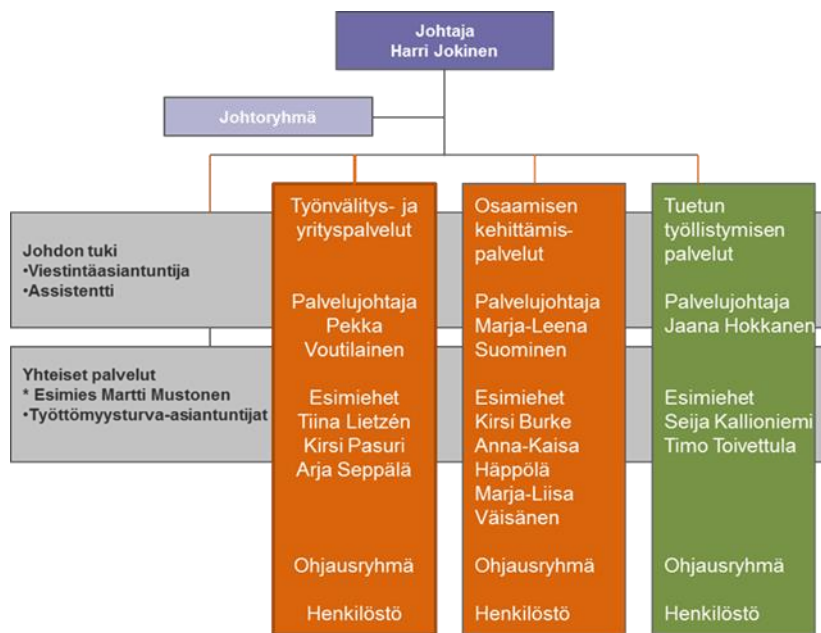 Johtaja
Harri Jokinen
Johtoryhmä
Johdon tuki
•Viestintäasiantuntija
•Assistentti
Yhteiset palvelut
* Esimies Martti Mustonen
•Työttömyysturva-asiantuntijat
Työnvälitys- ja
yrityspalvelut
Palvelujohtaja
Pekka
Voutilainen
Esimiehet
Tiina Lietzén
Kirsi Pasuri
Arja Seppälä
Ohjausryhmä
Henkilöstö
Osaamisen
kehittämis-
palvelut
Palvelujohtaja
Marja-Leena
Suominen
Esimiehet
Kirsi Burke
Anna-Kaisa
Häppölä
Marja-Liisa
Väisänen
Ohjausryhmä
Henkilöstö
Tuetun
työllistymisen
palvelut
Palvelujohtaja
Jaana Hokkanen
Esimiehet
Seija Kallioniemi
Timo Toivettula
Ohjausryhmä
Henkilöstö